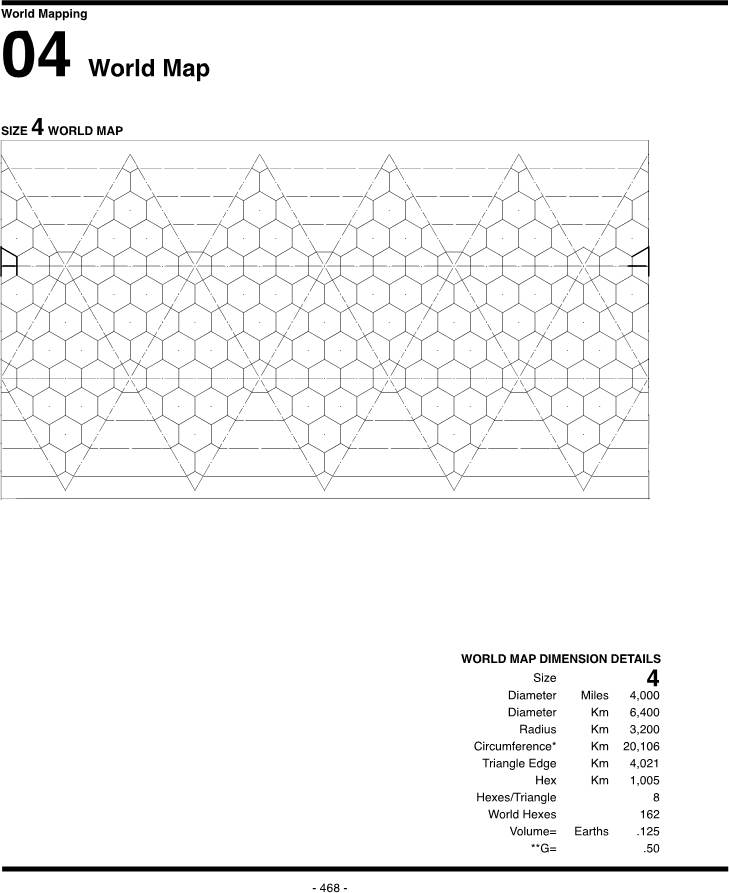 World Mapping
04 World Map
SIZE 4 WORLD MAP
WORLD MAP DIMENSION DETAILS
Size 4
Diameter Miles 4,000
Diameter Km 6,400
Radius Km 3,200
Circumference* Km 20,106
Triangle Edge Km 4,021
Hex Km 1,005
Hexes/Triangle 8
World Hexes 162
Volume= Earths .125
**G= .50
- 468 -